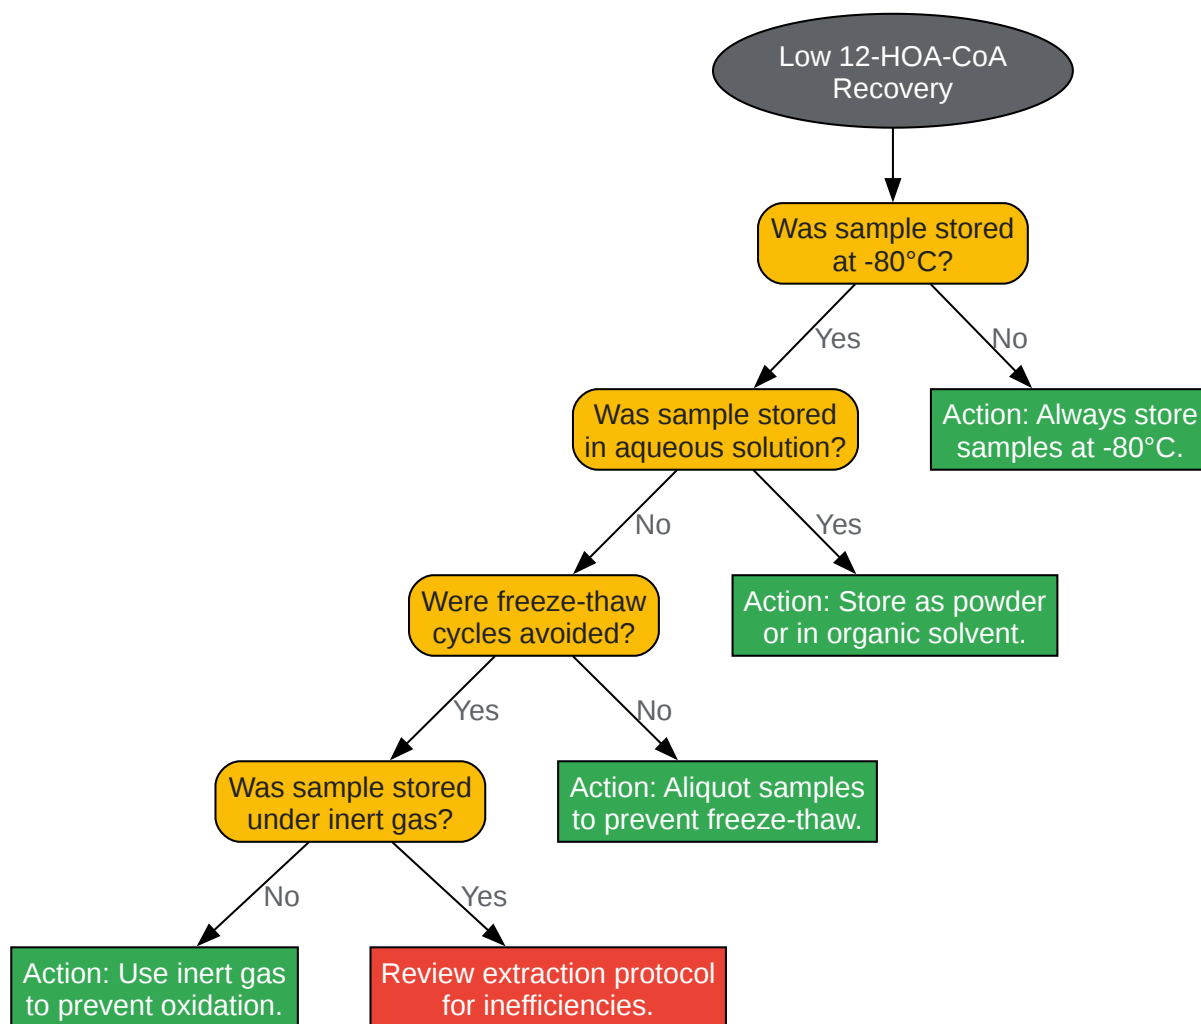 Low 12-HOA-CoA
Recovery
Was sample stored
at -80°C?
Yes
No
Was sample stored
in aqueous solution?
Action: Always store
samples at -80°C.
No
Yes
Were freeze-thaw
cycles avoided?
Action: Store as powder
or in organic solvent.
Yes
No
Was sample stored
under inert gas?
Action: Aliquot samples
to prevent freeze-thaw.
No
Yes
Action: Use inert gas
to prevent oxidation.
Review extraction protocol
for inefficiencies.